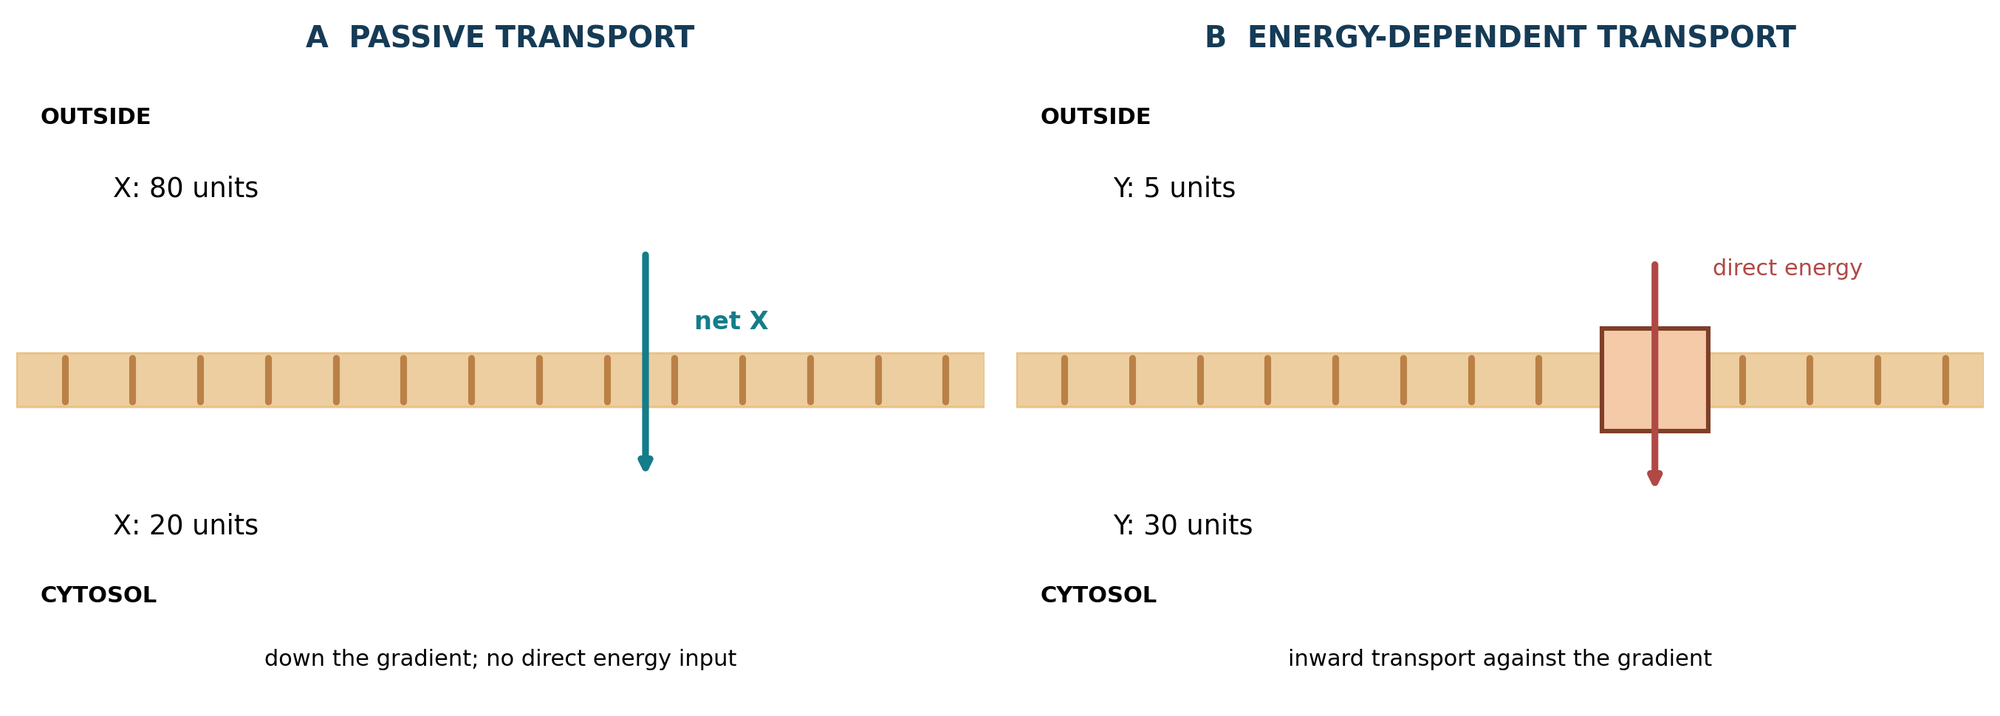 A  PASSIVE TRANSPORT
OUTSIDE
X: 80 units
net X
X: 20 units
CYTOSOL
down the gradient; no direct energy input
B  ENERGY-DEPENDENT TRANSPORT
OUTSIDE
Y: 5 units
direct energy
Y: 30 units
CYTOSOL
inward transport against the gradient